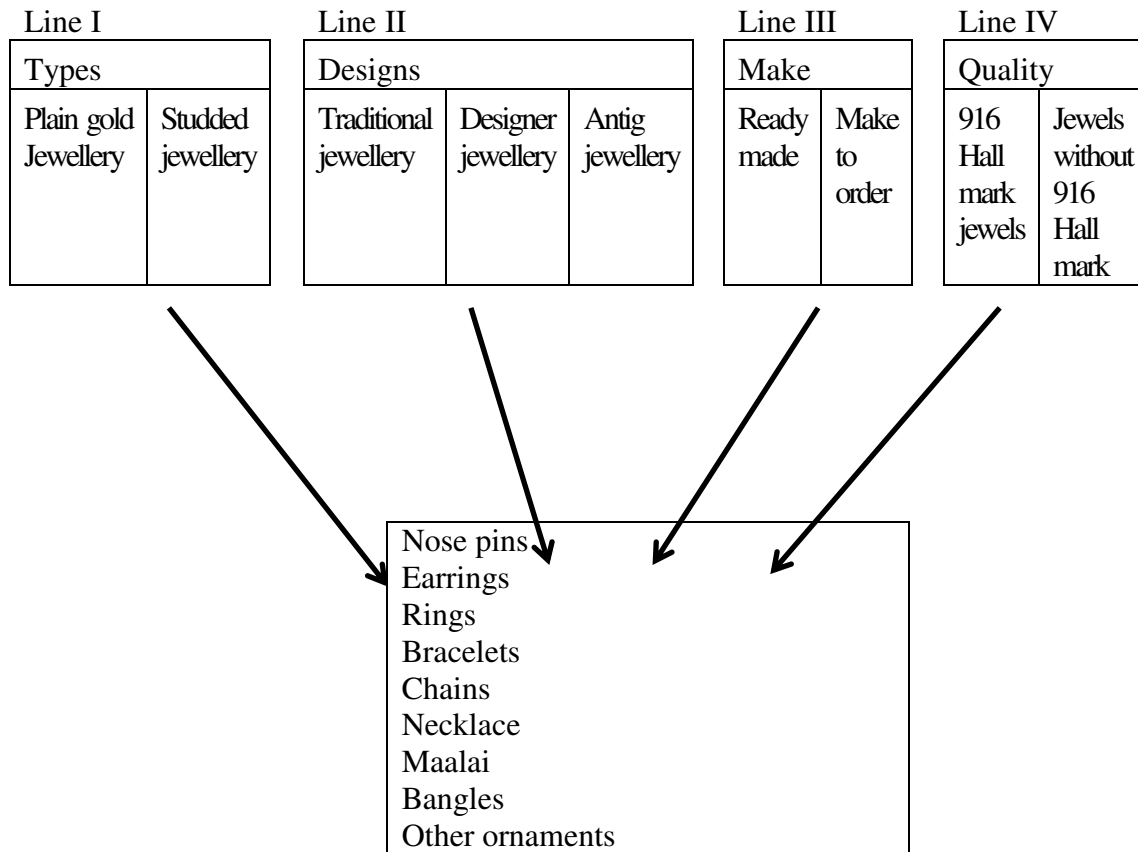 Line I
Types
Plain gold
Jewellery
Studded
jewellery
Line II
Designs
Traditional
jewellery
Designer
jewellery
Antig
jewellery
Line III
Make
Ready
made
Make
to
order
Line IV
Quality
916
Hall
mark
jewels
Jewels
without
916
Hall
mark
Nose pins
Earrings
Rings
Bracelets
Chains
Necklace
Maalai
Bangles
Other ornaments